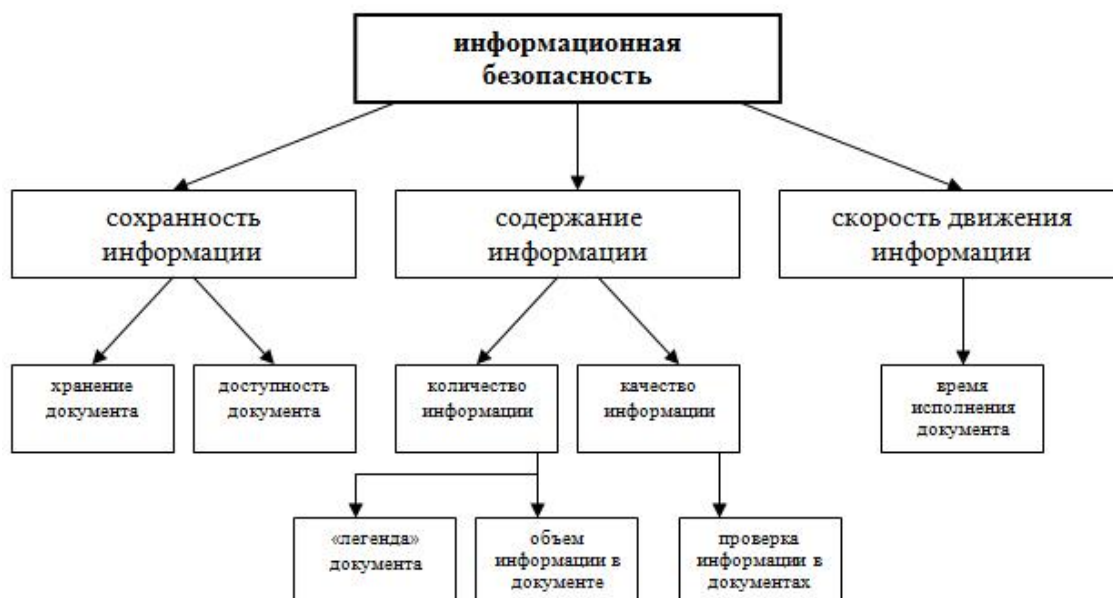 информационная
безопасность
сохранность
информации
содержание
информации
скорость движения
информации
хранение
документа
доступность
документа
количество
информации
качество
информации
время
исполнения
документа
«легенда»
документа
объем
информации в
документе
проверка
информации в
документах